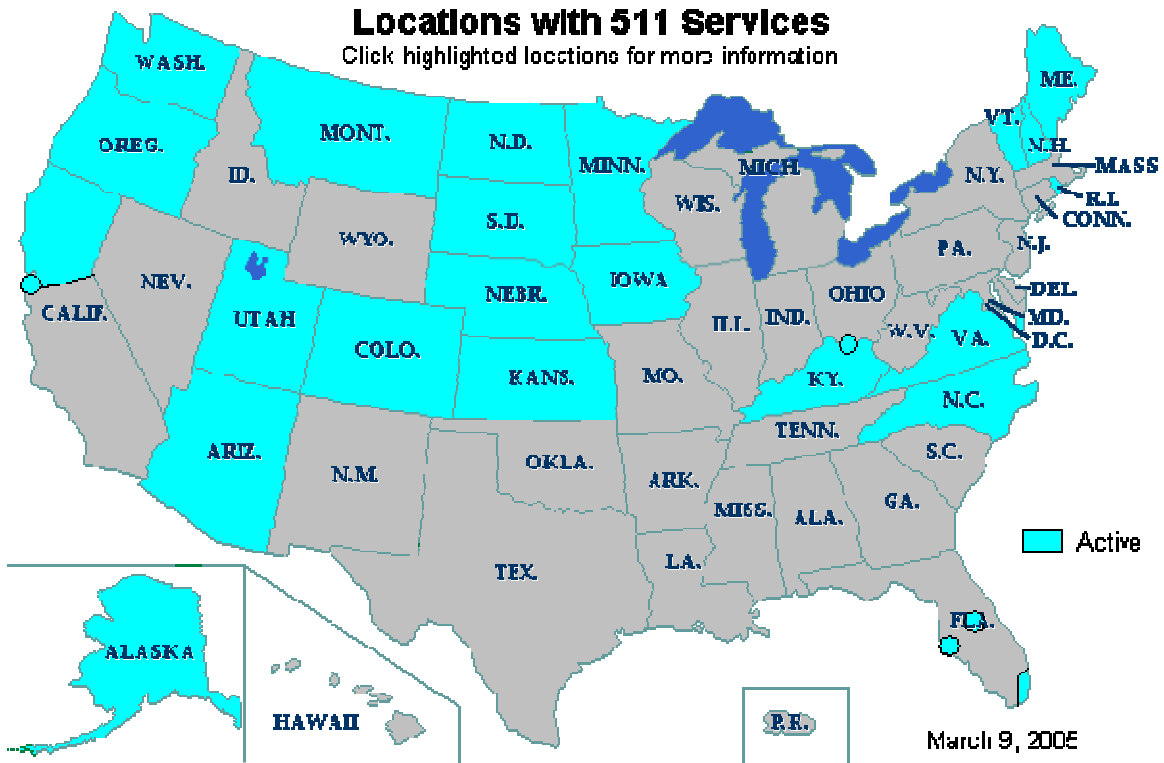 Locations with 511 Services
Click highlighted locctions for more information
WASH.
ME.
MONT.
VT.
N.D.
OREG.
MINN.
N.H.
MASS
MICH
ID.
N.Y.
R.I.
WIS.
CONN.
S.D.
WYO.
N.J.
PA.
NEV.
IOWA
DEL.
NEBR.
OHIO
CALIF.
UTAH
ILL.
IND.
MD.
W.V.
VA.
D.C.
COLO.
KANS.
MO.
KY.
N.C.
TENN.
ARIZ.
S.C.
OKLA.
N.M.
ARK.
GA.
MISS.
ALA.
Active
LA.
TEX.
FLA.
ALASKA
HAWAII
P.R.
March 9, 2005